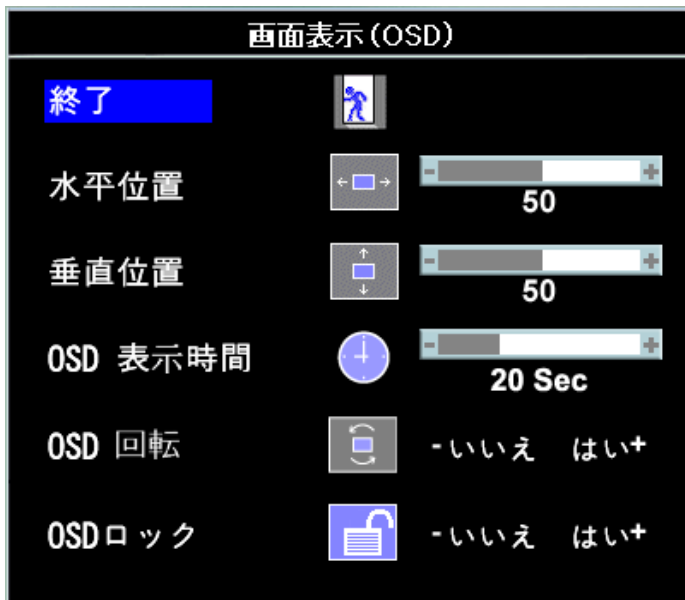 画面表示(OSD)
終了
水平位置
- +
50
垂直位置
- +
50
OSD 表示時間
- +
20 Sec
OSD 回転 -いいえ はい+
OSDロック -いいえ はい+